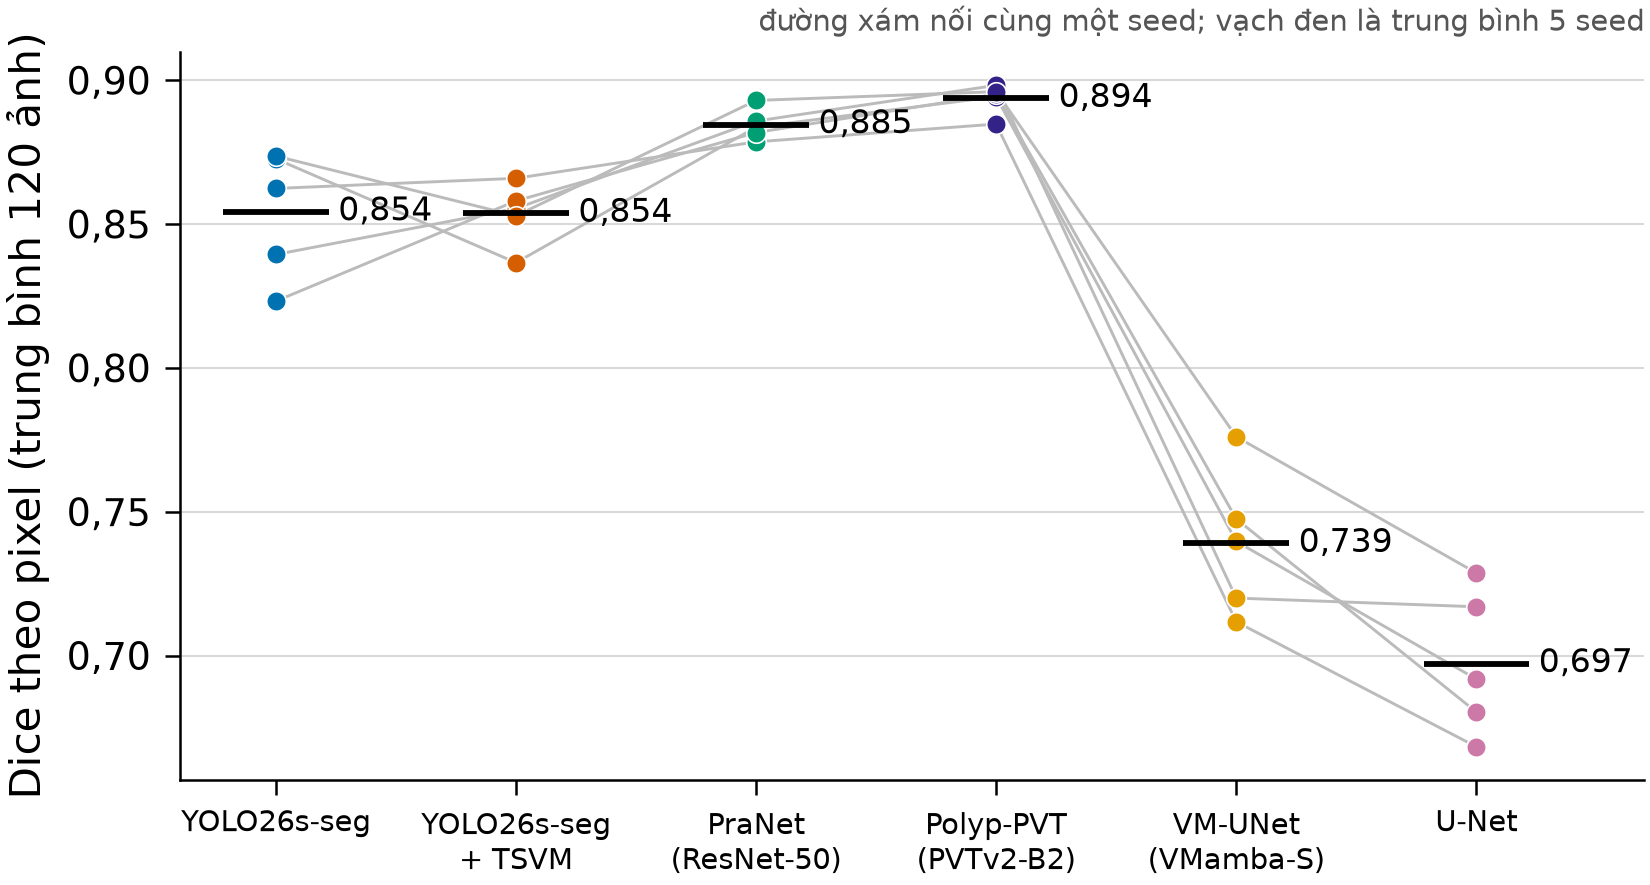 đường xám nối cùng một seed; vạch đen là trung bình 5 seed
Dice theo pixel (trung bình 120 ảnh)
0,90
0,85
0,80
0,75
0,70
0,854
0,854
0,885
0,894
0,739
0,697
YOLO26s-seg
YOLO26s-seg
+ TSVM
PraNet
(ResNet-50)
Polyp-PVT
(PVTv2-B2)
VM-UNet
(VMamba-S)
U-Net